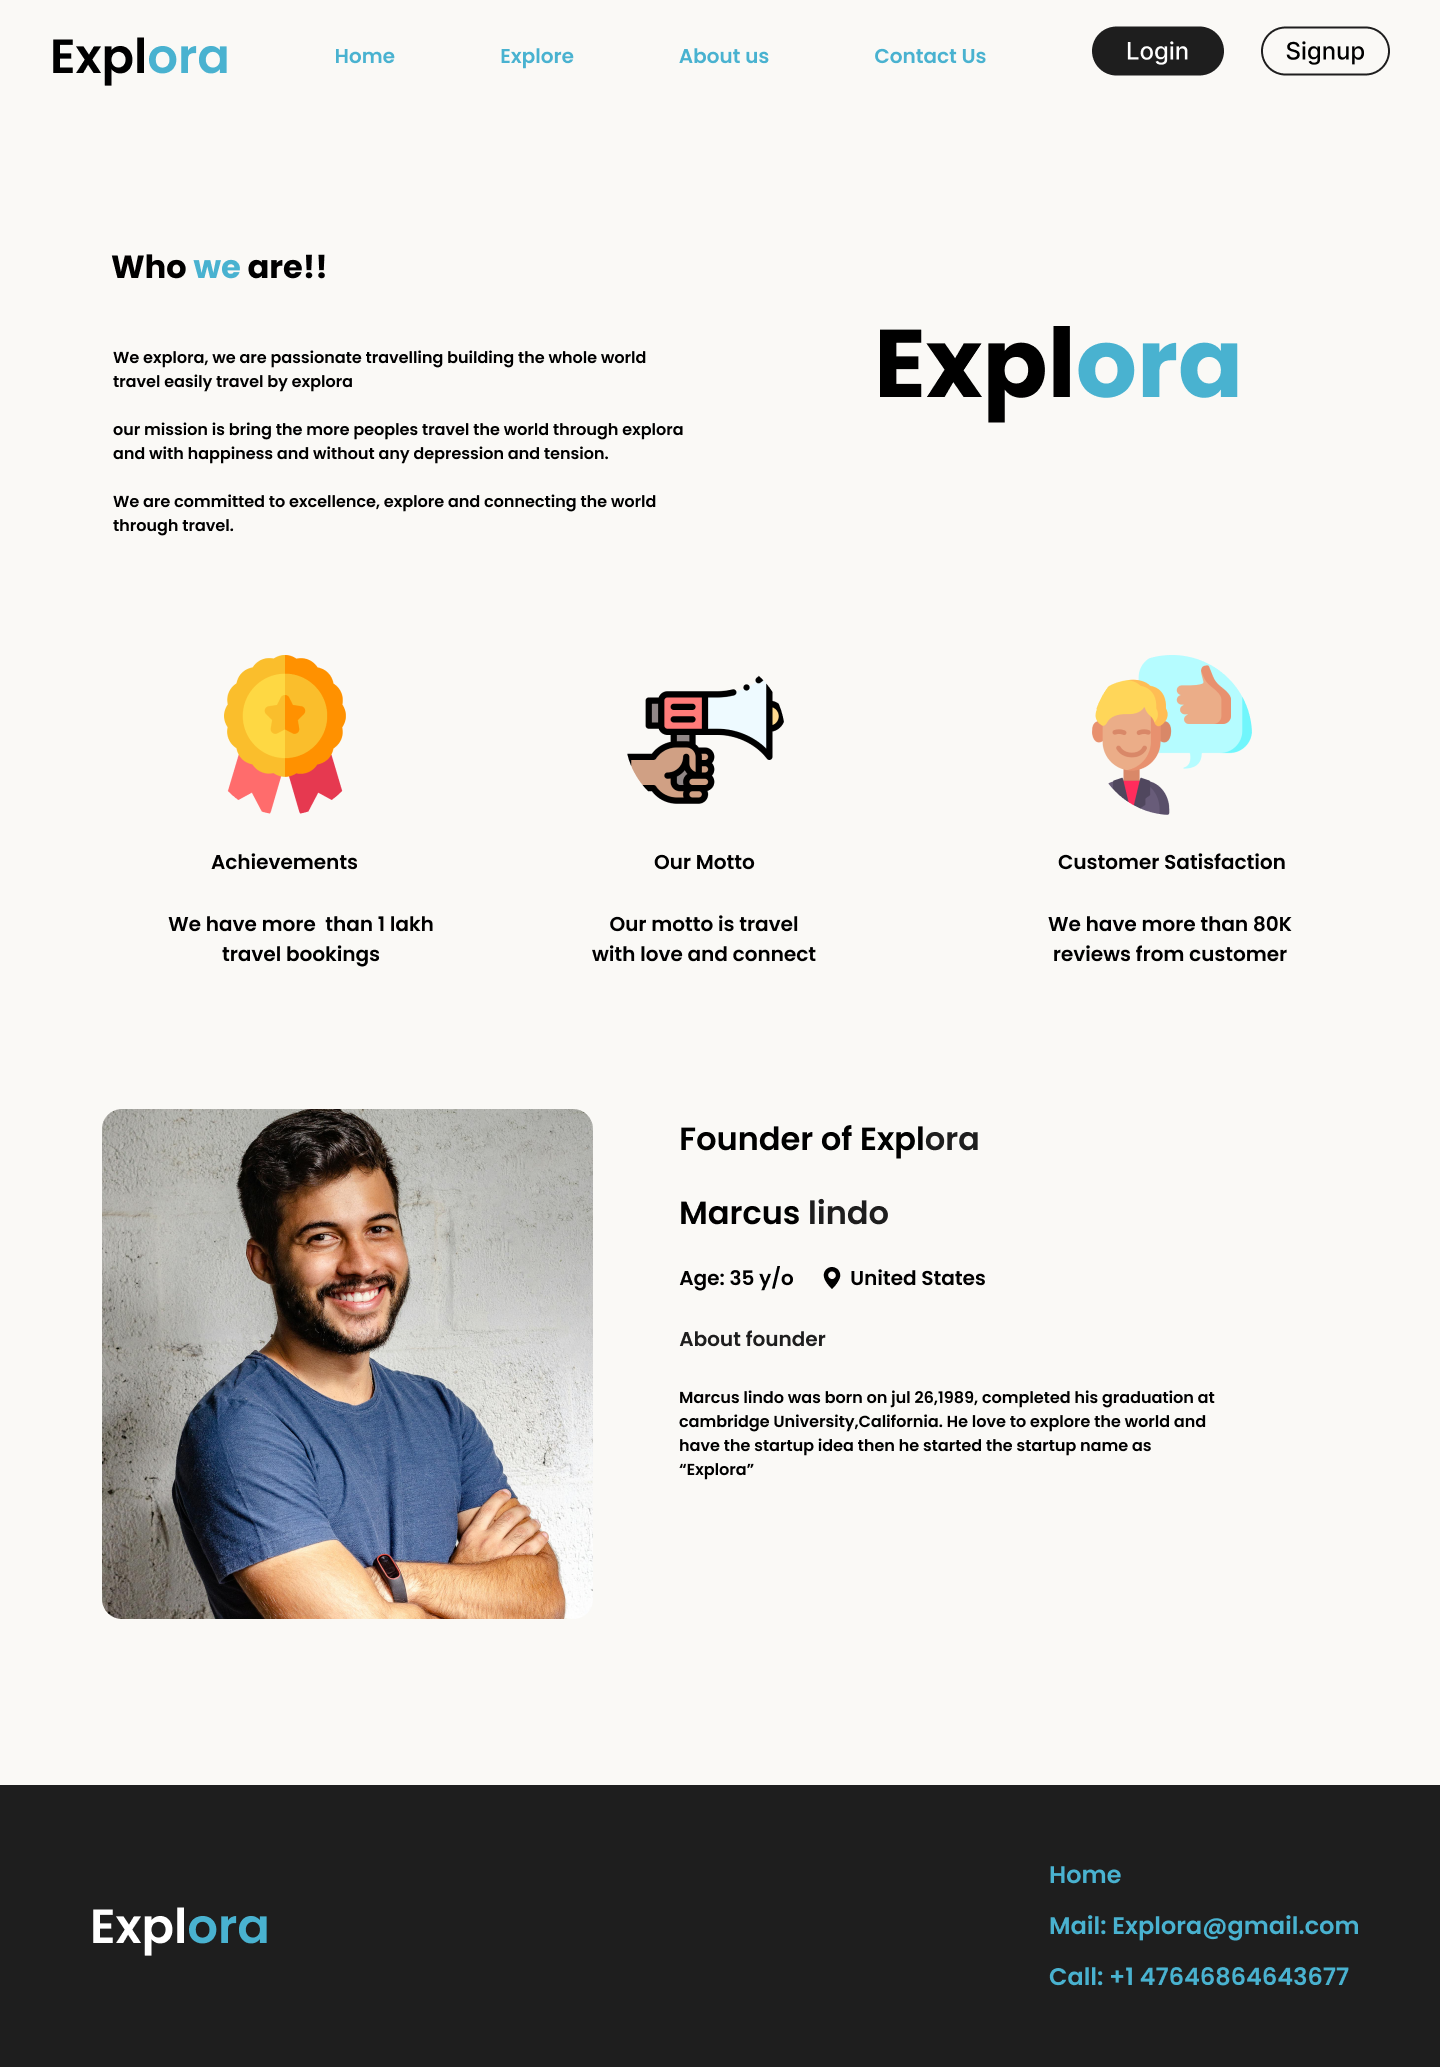 Explora
Home
Explore
About us
Contact Us
Login
Signup
Who we are!!
We explora, we are passionate travelling building the whole world
travel easily travel by explora
our mission is bring the more peoples travel the world through explora
and with happiness and without any depression and tension.
We are committed to excellence, explore and connecting the world
through travel.
Explora
Achievements
We have more  than 1 lakh
travel bookings
Our Motto
Our motto is travel
with love and connect
Customer Satisfaction
We have more than 80K
reviews from customer
Founder of Explora
Marcus lindo
Age: 35 y/o
United States
About founder
Marcus lindo was born on jul 26,1989, completed his graduation at
cambridge University,California. He love to explore the world and
have the startup idea then he started the startup name as
“Explora”
Explora
Home
Mail: Explora@gmail.com
Call: +1 47646864643677